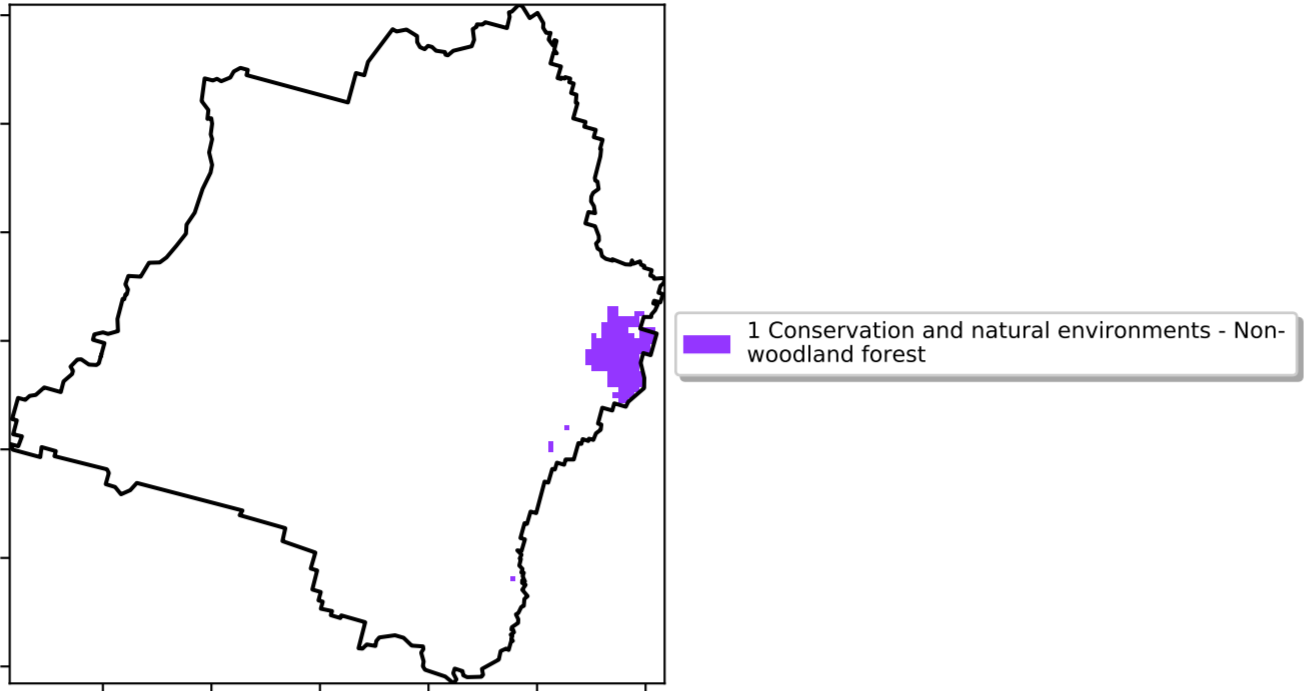 1 Conservation and natural environments - Non-
woodland forest